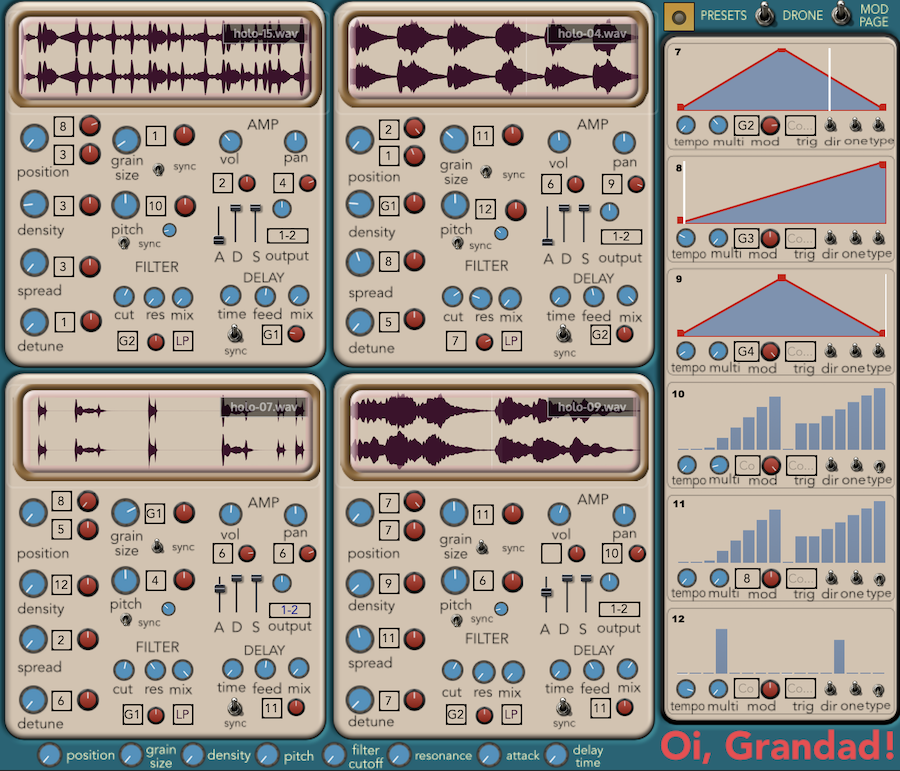 PRESETS DRONE MOD PAGE
holo-15.wav
8
3
position
1
grain size
sync
AMP
vol pan
2 4
3
density
10
pitch
sync
1-2
A D S output
3
spread
FILTER
cut res mix
DELAY
time feed mix
1
detune
G2 LP
sync
G1
holo-04.wav
2
1
position
11
grain size
sync
AMP
vol pan
6 9
G1
density
12
pitch
sync
1-2
A D S output
8
spread
FILTER
cut res mix
DELAY
time feed mix
5
detune
7 LP
sync
G2
holo-07.wav
8
5
position
G1
grain size
sync
AMP
vol pan
6 6
12
density
4
pitch
sync
1-2
A D S output
2
spread
FILTER
cut res mix
DELAY
time feed mix
6
detune
G1 LP
sync
11
holo-09.wav
7
7
position
11
grain size
sync
AMP
vol pan
10
9
density
6
pitch
sync
1-2
A D S output
11
spread
FILTER
cut res mix
DELAY
time feed mix
7
detune
G2 LP
sync
11
7
G2 Co...
tempo multi mod trig dir one type
8
G3 Co...
tempo multi mod trig dir one type
9
G4 Co...
tempo multi mod trig dir one type
10
Co Co...
tempo multi mod trig dir one type
11
8 Co...
tempo multi mod trig dir one type
12
Co Co...
tempo multi mod trig dir one type
position grain size density pitch filter cutoff resonance attack delay time
Oi, Grandad!